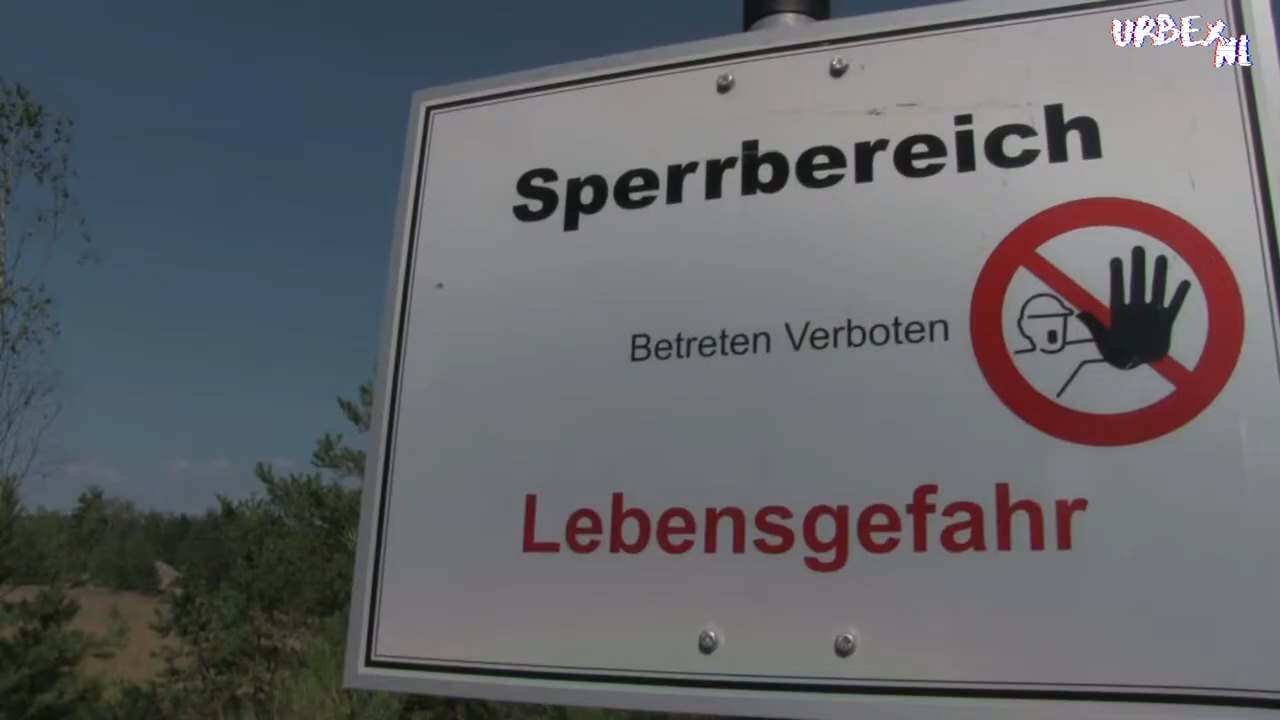 URBEX
NL
Sperrbereich
Betreten Verboten
Lebensgefahr